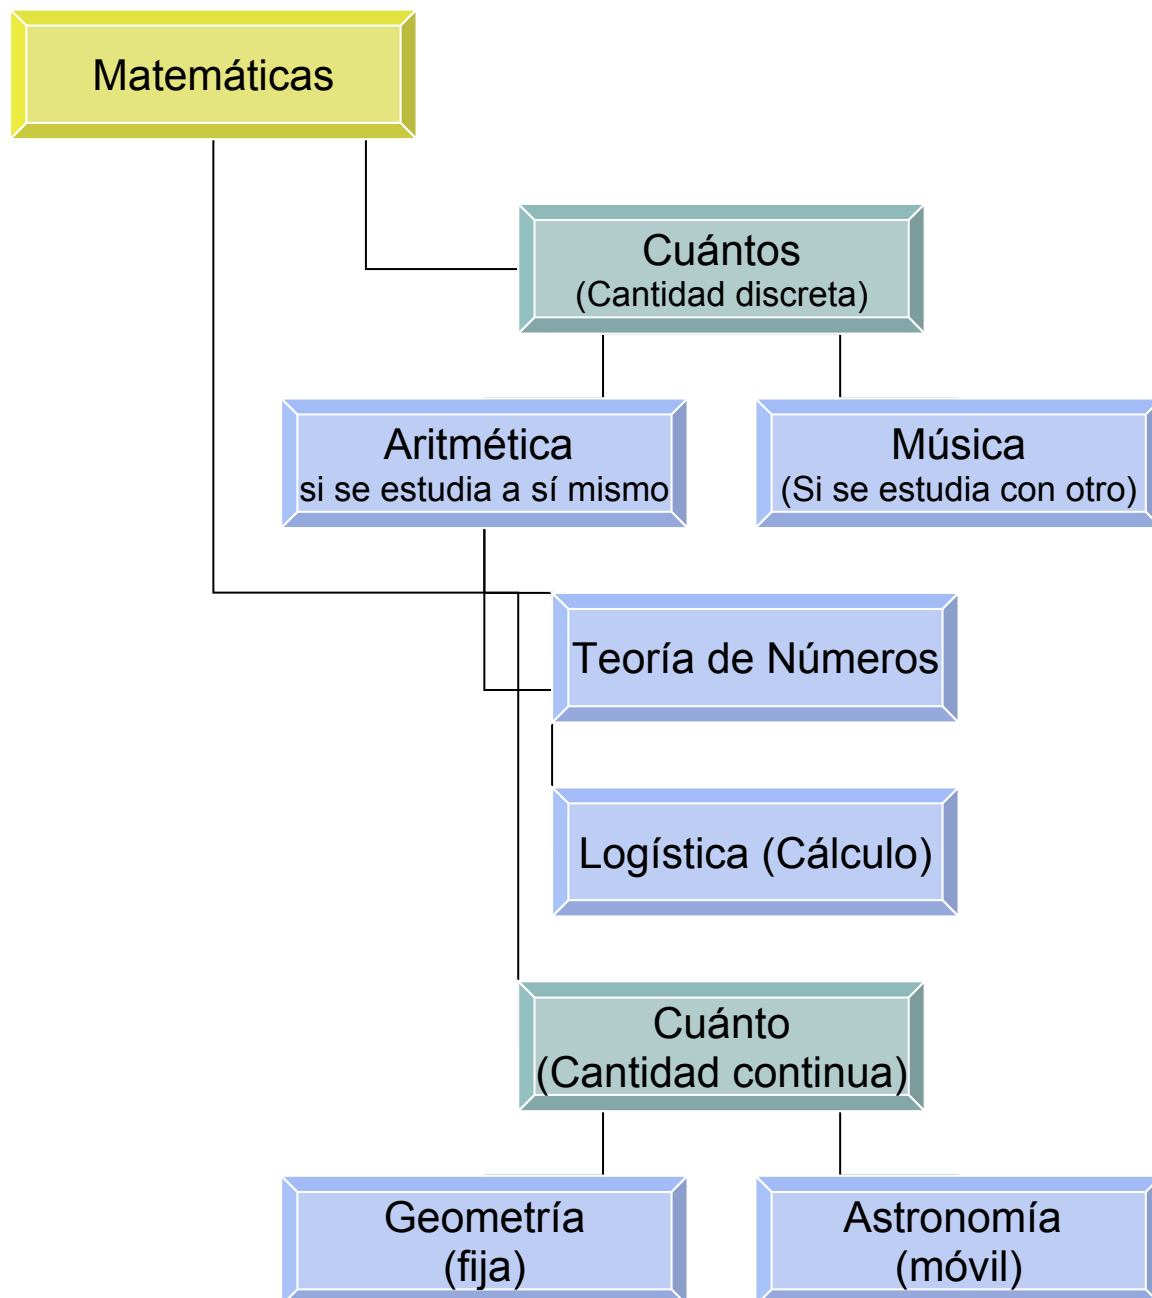 Matemáticas
Cuántos
(Cantidad discreta)
Aritmética
si se estudia a sí mismo
Música
(Si se estudia con otro)
Teoría de Números
Logística (Cálculo)
Cuánto
(Cantidad continua)
Geometría
(fija)
Astronomía
(móvil)